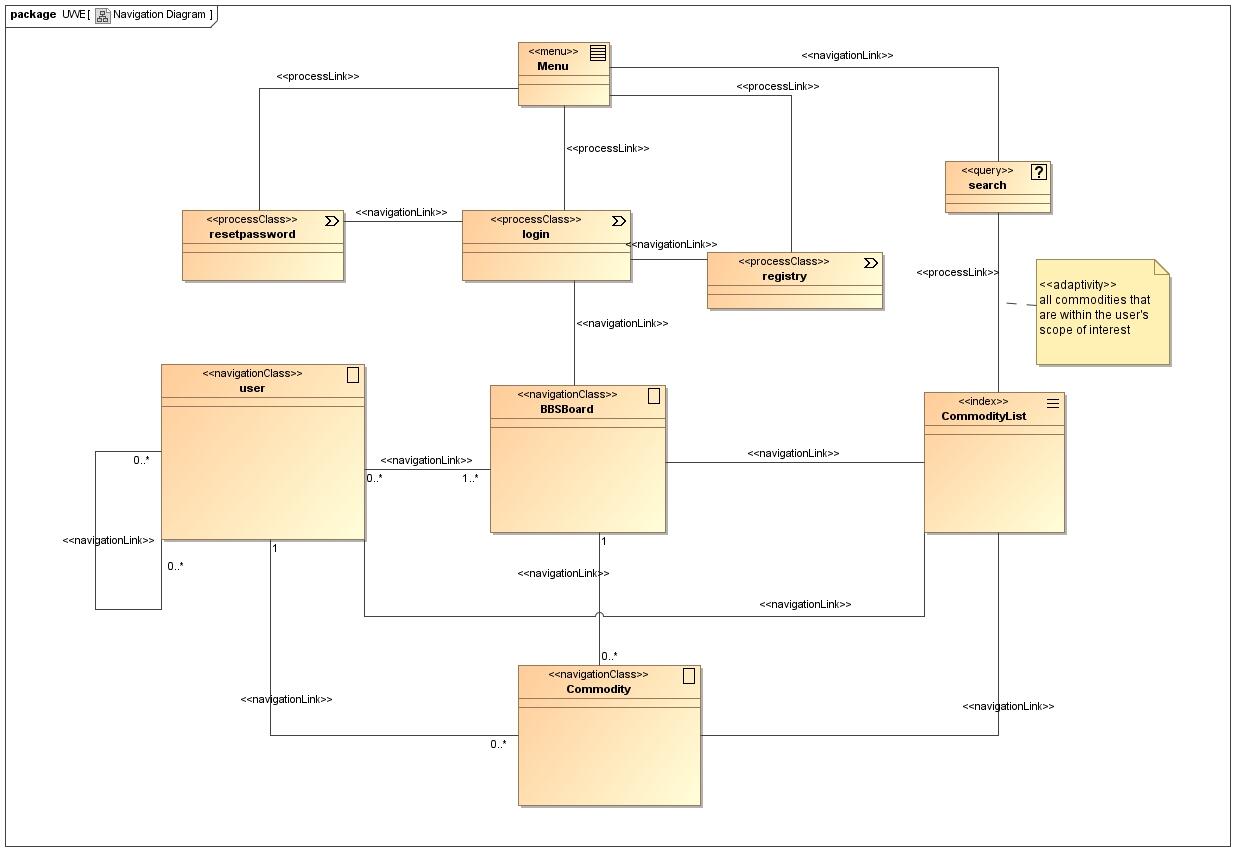 package UWE[ Navigation Diagram ]
<<menu>>
Menu
<<navigationLink>>
<<processLink>>
<<processLink>>
<<processLink>>
<<query>>
search
?
<<processClass>>
resetpassword
<<navigationLink>>
<<processClass>>
login
<<navigationLink>>
<<processClass>>
registry
<<processLink>>
<<adaptivity>>
all commodities that
are within the user's
scope of interest
<<navigationLink>>
<<navigationClass>>
user
<<navigationClass>>
BBSBoard
<<index>>
CommodityList
0..*
<<navigationLink>>
0..*
1..*
<<navigationLink>>
<<navigationLink>>
0..*
1
1
<<navigationLink>>
<<navigationLink>>
0..*
<<navigationClass>>
Commodity
<<navigationLink>>
0..*
<<navigationLink>>